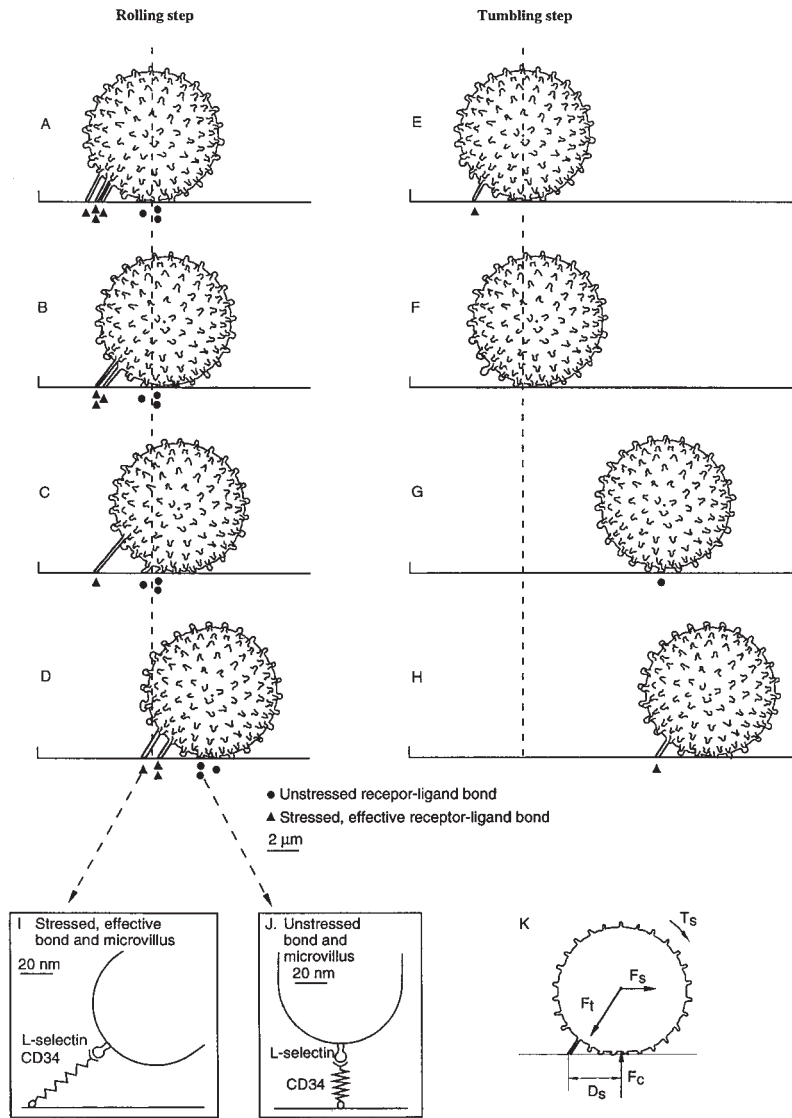 Rolling step
Tumbling step
A
E
B
F
C
G
D
H
● Unstressed recepor-ligand bond
▲ Stressed, effective receptor-ligand bond
2 μm
I Stressed, effective
bond and microvillus
20 nm
L-selectin
CD34
J. Unstressed
bond and
microvillus
20 nm
L-selectin
CD34
K
Ts
Fs
Ft
Ds
Fc